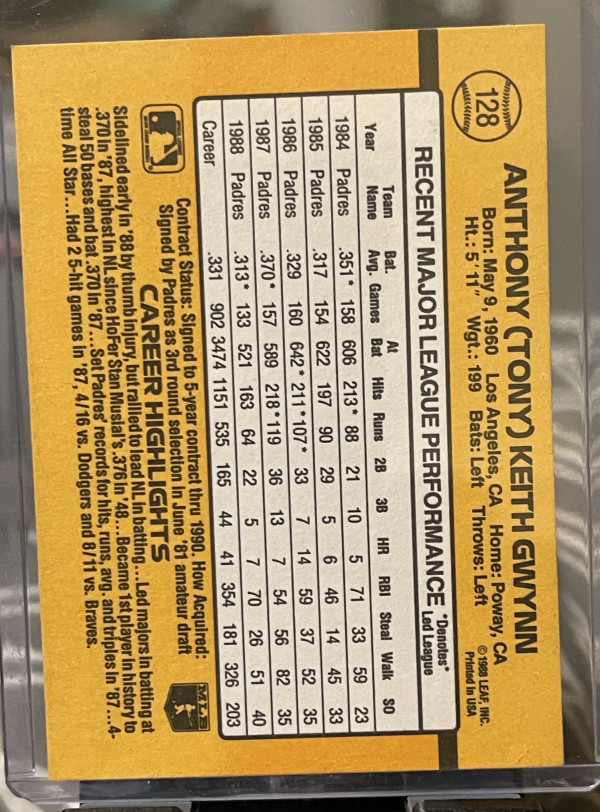 128
ANTHONY (TONY) KEITH GWYNN
Born: May 9, 1960 Los Angeles, CA Home: Poway, CA
Ht.: 5' 11" Wgt.: 199 Bats: Left Throws: Left
©1988 LEAF, INC.
Printed in USA
RECENT MAJOR LEAGUE PERFORMANCE *Denotes* Led League
Year Team Name Bat. Avg. Games At Bat Hits Runs 2B 3B HR RBI Steal Walk SO
1984 Padres .351* 158 606 213* 88 21 10 5 71 33 59 23
1985 Padres .317 154 622 197 90 29 5 6 46 14 45 33
1986 Padres .329 160 642* 211* 107* 33 7 14 59 37 52 35
1987 Padres .370* 157 589 218* 119 36 13 7 54 56 82 35
1988 Padres .313* 133 521 163 64 22 5 7 70 26 51 40
Career .331 902 3474 1151 535 165 44 41 354 181 326 203
Contract Status: Signed to 5-year contract thru 1990. How Acquired:
Signed by Padres as 3rd round selection in June '81 amateur draft
CAREER HIGHLIGHTS
MLB
Sidelined early in '88 by thumb injury, but rallied to lead NL in batting...Led majors in batting at
.370 in '87, highest in NL since HoFer Stan Musial's .376 in '48...Became 1st player in history to
steal 50 bases and bat .370 in '87...Set Padres' records for hits, runs, avg. and triples in '87...4-
time All Star...Had 2 5-hit games in '87, 4/16 vs. Dodgers and 8/11 vs. Braves.